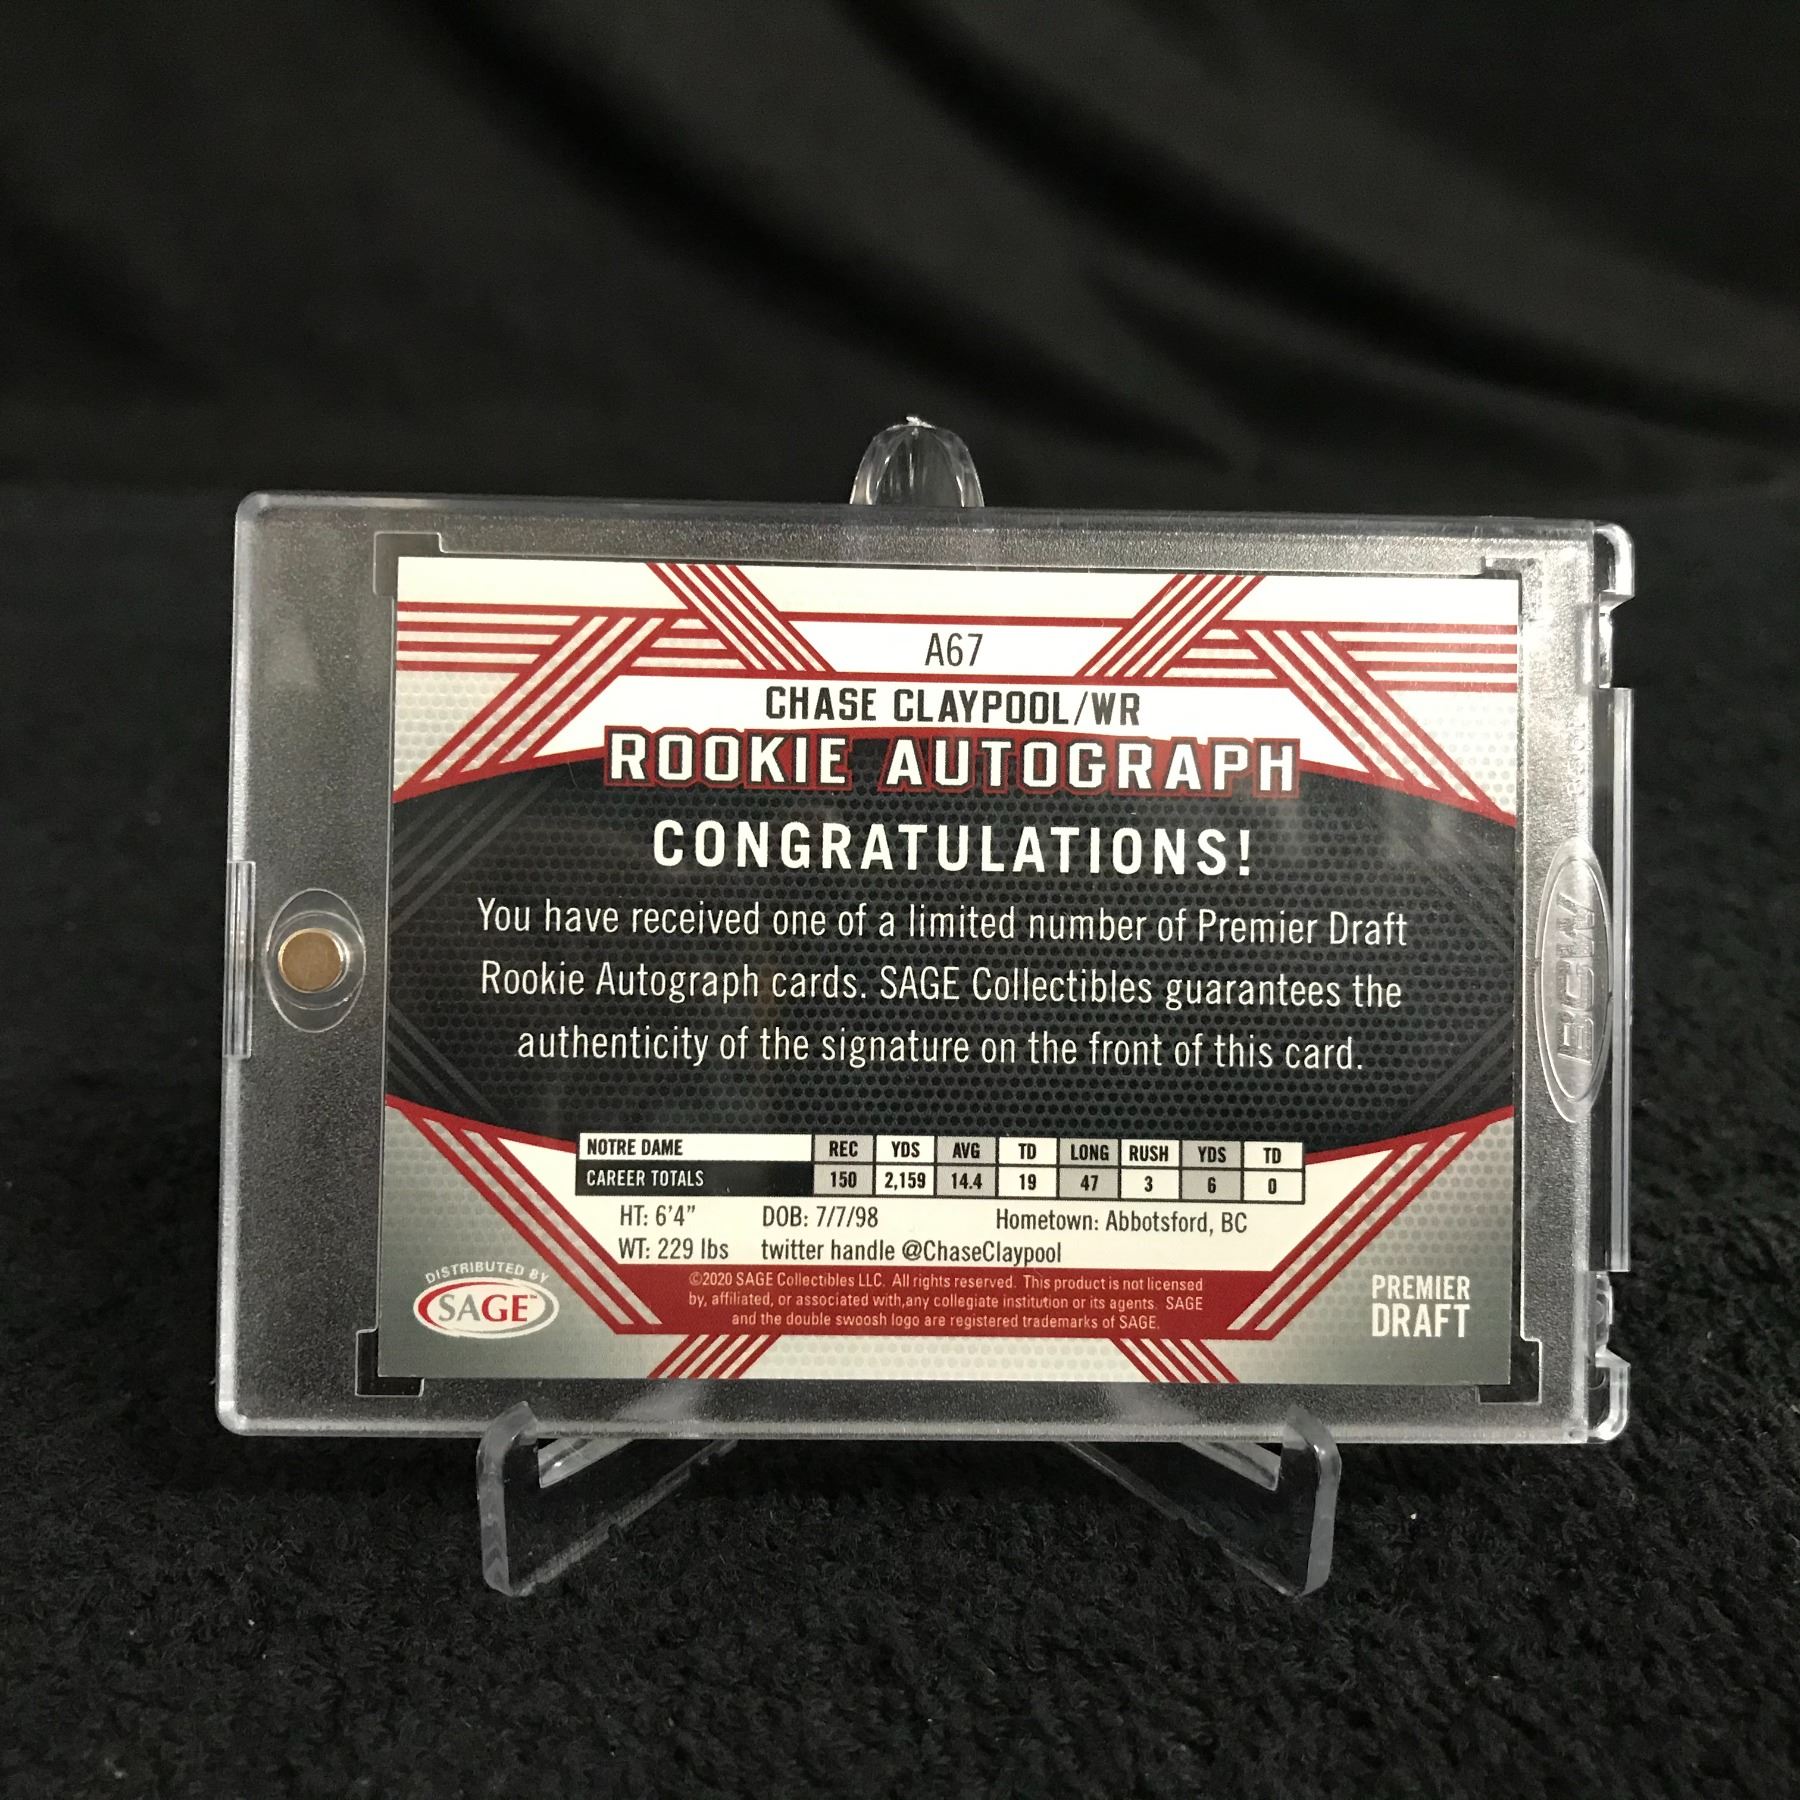 A67
CHASE CLAYPOOL/WR
ROOKIE AUTOGRAPH
CONGRATULATIONS!
You have received one of a limited number of Premier Draft
Rookie Autograph cards. SAGE Collectibles guarantees the
authenticity of the signature on the front of this card.
NOTRE DAME REC YDS AVG TD LONG RUSH YDS TD
CAREER TOTALS 150 2,159 14.4 19 47 3 6 0
HT: 6'4" DOB: 7/7/98 Hometown: Abbotsford, BC
WT: 229 lbs twitter handle @ChaseClaypool
©2020 SAGE Collectibles LLC. All rights reserved. This product is not licensed
by, affiliated, or associated with,any collegiate institution or its agents. SAGE
and the double swoosh logo are registered trademarks of SAGE.
DISTRIBUTED BY
SAGE™
PREMIER
DRAFT
BCW